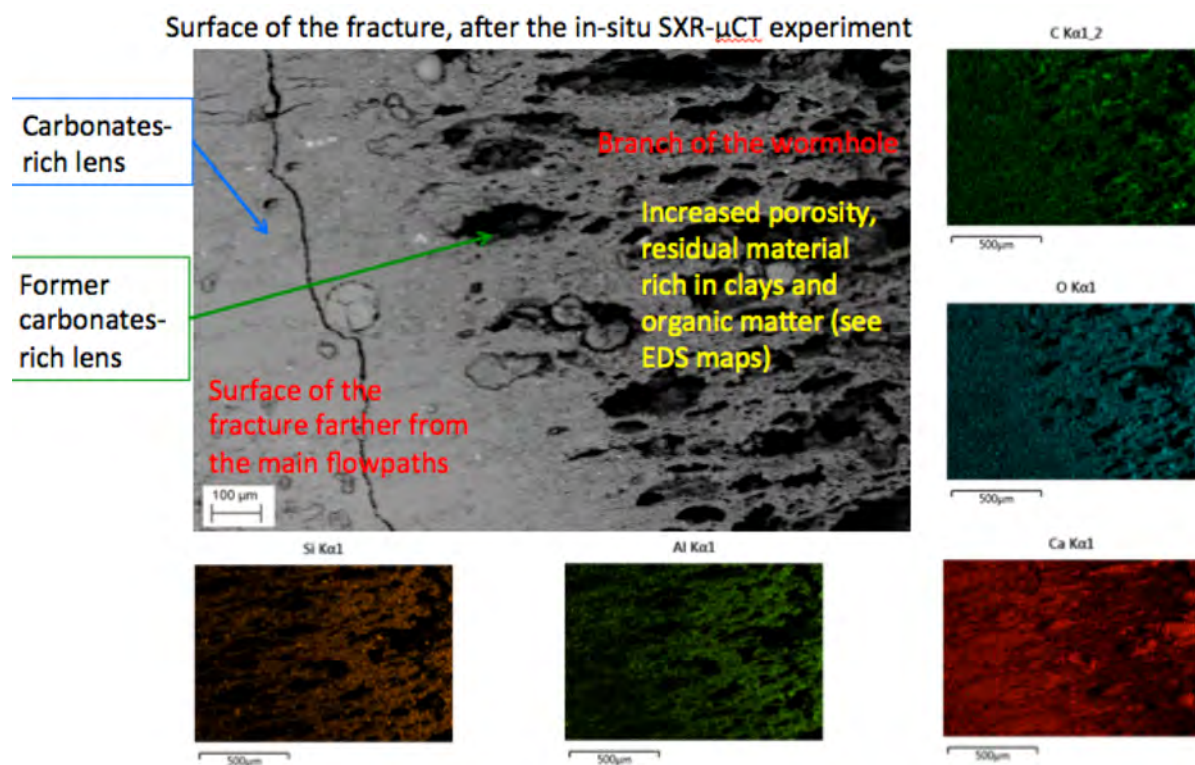 Surface of the fracture, after the in-situ SXR-µCT experiment
C Kα1_2
Carbonates-
rich lens
Branch of the wormhole
Increased porosity,
residual material
rich in clays and
organic matter (see
EDS maps)
500µm
Former
carbonates-
rich lens
O Kα1
Surface of the
fracture farther from
the main flowpaths
100 µm
500µm
Si Kα1
Al Kα1
Ca Kα1
500µm
500µm
500µm